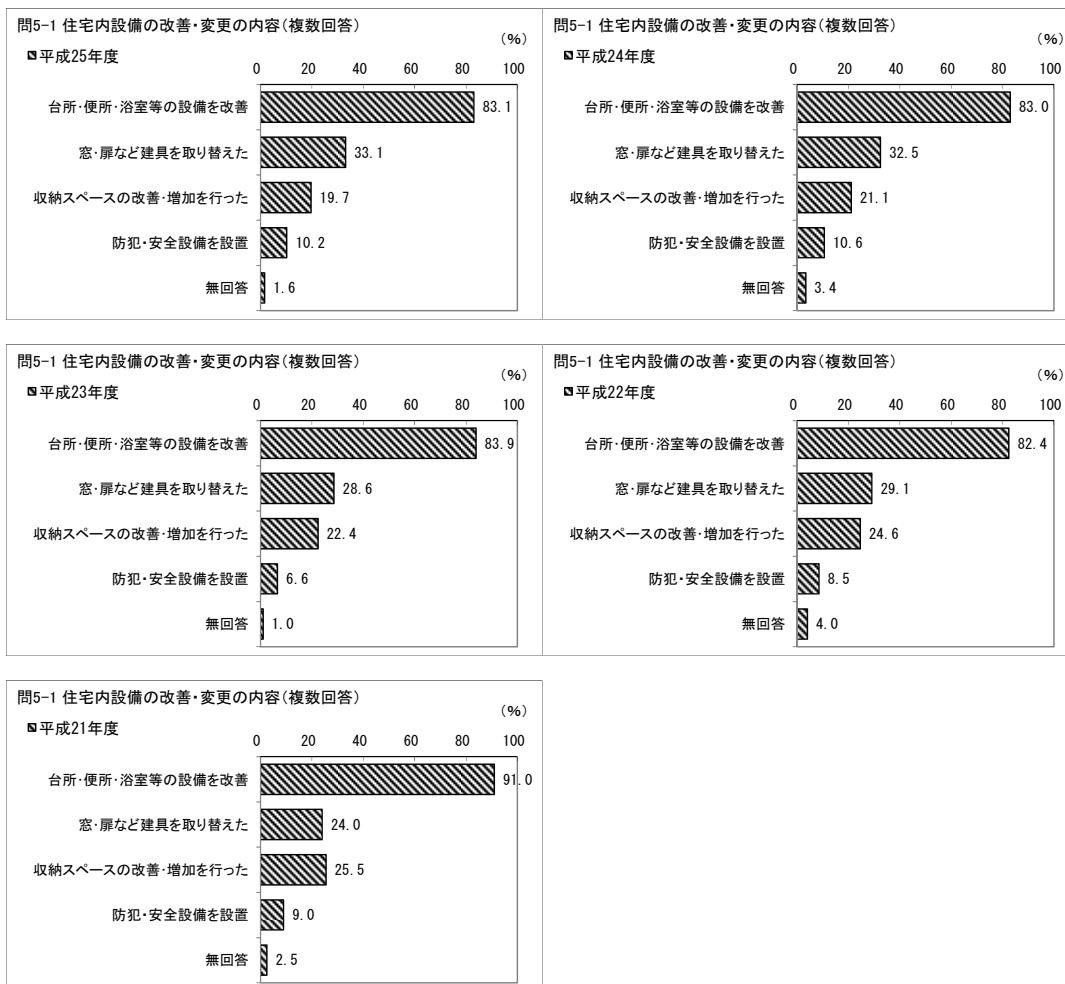 問5-1 住宅内設備の改善・変更の内容(複数回答)
(%)
平成25年度
0 20 40 60 80 100
台所・便所・浴室等の設備を改善 83.1
窓・扉など建具を取り替えた 33.1
収納スペースの改善・増加を行った 19.7
防犯・安全設備を設置 10.2
無回答 1.6
問5-1 住宅内設備の改善・変更の内容(複数回答)
(%)
平成24年度
0 20 40 60 80 100
台所・便所・浴室等の設備を改善 83.0
窓・扉など建具を取り替えた 32.5
収納スペースの改善・増加を行った 21.1
防犯・安全設備を設置 10.6
無回答 3.4
問5-1 住宅内設備の改善・変更の内容(複数回答)
(%)
平成23年度
0 20 40 60 80 100
台所・便所・浴室等の設備を改善 83.9
窓・扉など建具を取り替えた 28.6
収納スペースの改善・増加を行った 22.4
防犯・安全設備を設置 6.6
無回答 1.0
問5-1 住宅内設備の改善・変更の内容(複数回答)
(%)
平成22年度
0 20 40 60 80 100
台所・便所・浴室等の設備を改善 82.4
窓・扉など建具を取り替えた 29.1
収納スペースの改善・増加を行った 24.6
防犯・安全設備を設置 8.5
無回答 4.0
問5-1 住宅内設備の改善・変更の内容(複数回答)
(%)
平成21年度
0 20 40 60 80 100
台所・便所・浴室等の設備を改善 91.0
窓・扉など建具を取り替えた 24.0
収納スペースの改善・増加を行った 25.5
防犯・安全設備を設置 9.0
無回答 2.5